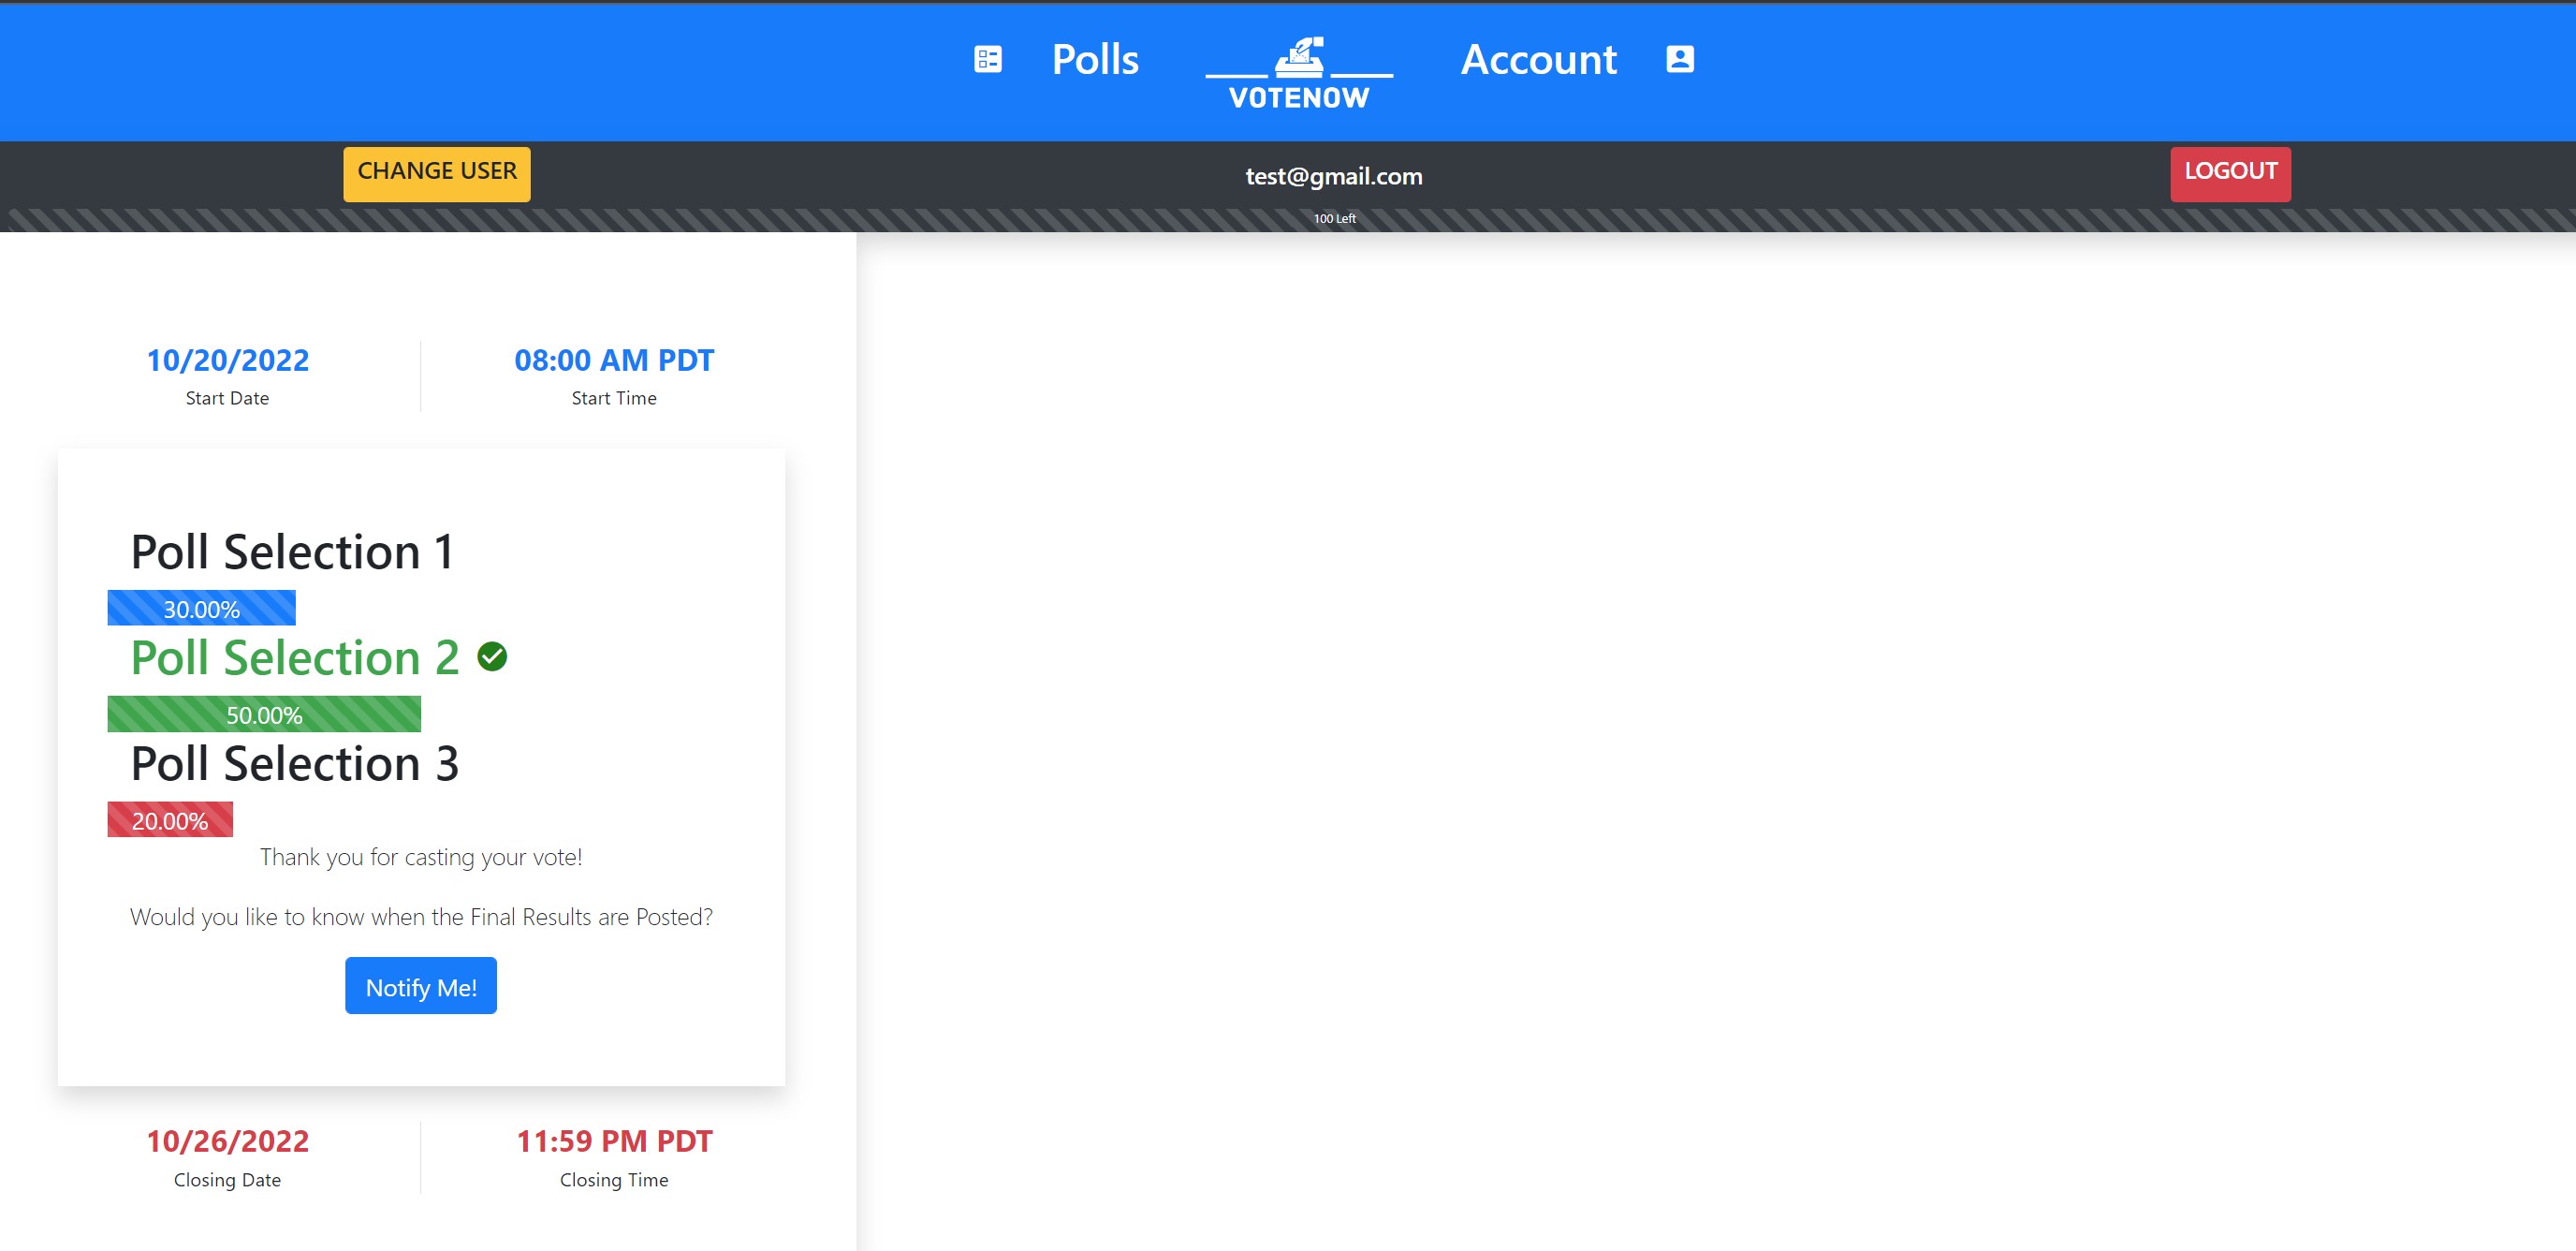 Polls
VOTENOW
Account
CHANGE USER
test@gmail.com
LOGOUT
100 Left
10/20/2022
Start Date
08:00 AM PDT
Start Time
Poll Selection 1
30.00%
Poll Selection 2
50.00%
Poll Selection 3
20.00%
Thank you for casting your vote!
Would you like to know when the Final Results are Posted?
Notify Me!
10/26/2022
Closing Date
11:59 PM PDT
Closing Time